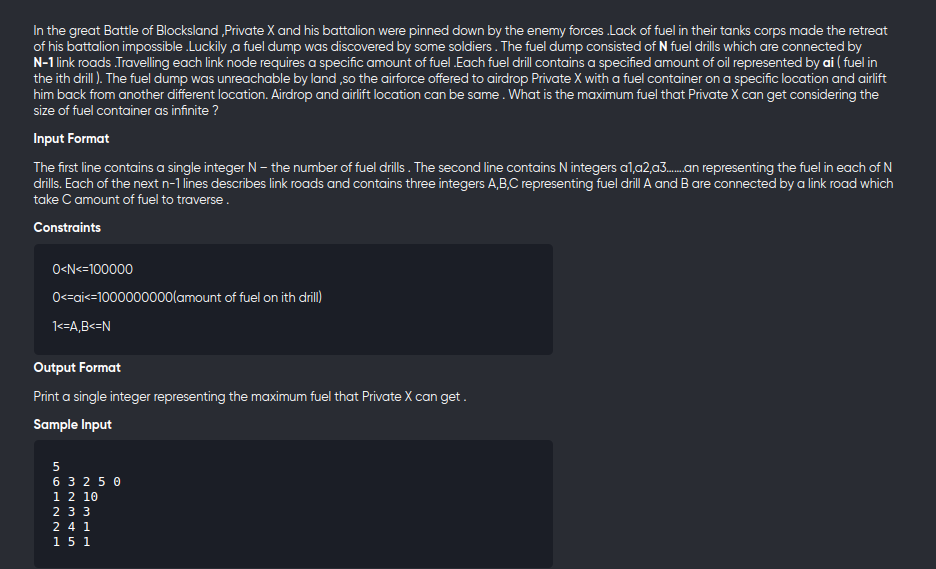 In the great Battle of Blocksland ,Private X and his battalion were pinned down by the enemy forces .Lack of fuel in their tanks corps made the retreat
of his battalion impossible .Luckily ,a fuel dump was discovered by some soldiers . The fuel dump consisted of N fuel drills which are connected by
N-1 link roads .Travelling each link node requires a specific amount of fuel .Each fuel drill contains a specified amount of oil represented by ai ( fuel in
the ith drill ). The fuel dump was unreachable by land ,so the airforce offered to airdrop Private X with a fuel container on a specific location and airlift
him back from another different location. Airdrop and airlift location can be same . What is the maximum fuel that Private X can get considering the
size of fuel container as infinite ?
Input Format
The first line contains a single integer N – the number of fuel drills . The second line contains N integers a1,a2,a3.......an representing the fuel in each of N
drills. Each of the next n-1 lines describes link roads and contains three integers A,B,C representing fuel drill A and B are connected by a link road which
take C amount of fuel to traverse .
Constraints
0<N<=100000
0<=ai<=1000000000(amount of fuel on ith drill)
1<=A,B<=N
Output Format
Print a single integer representing the maximum fuel that Private X can get .
Sample Input
5
6 3 2 5 0
1 2 10
2 3 3
2 4 1
1 5 1